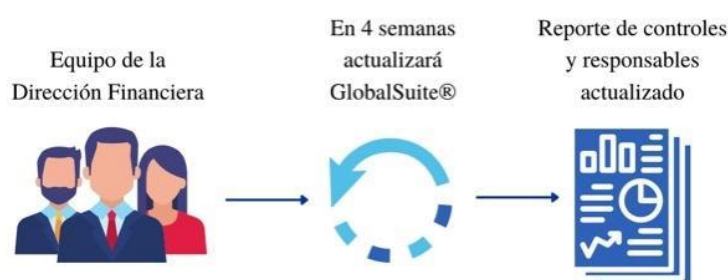 Equipo de la
Dirección Financiera
En 4 semanas
actualizará
GlobalSuite®
Reporte de controles
y responsables
actualizado